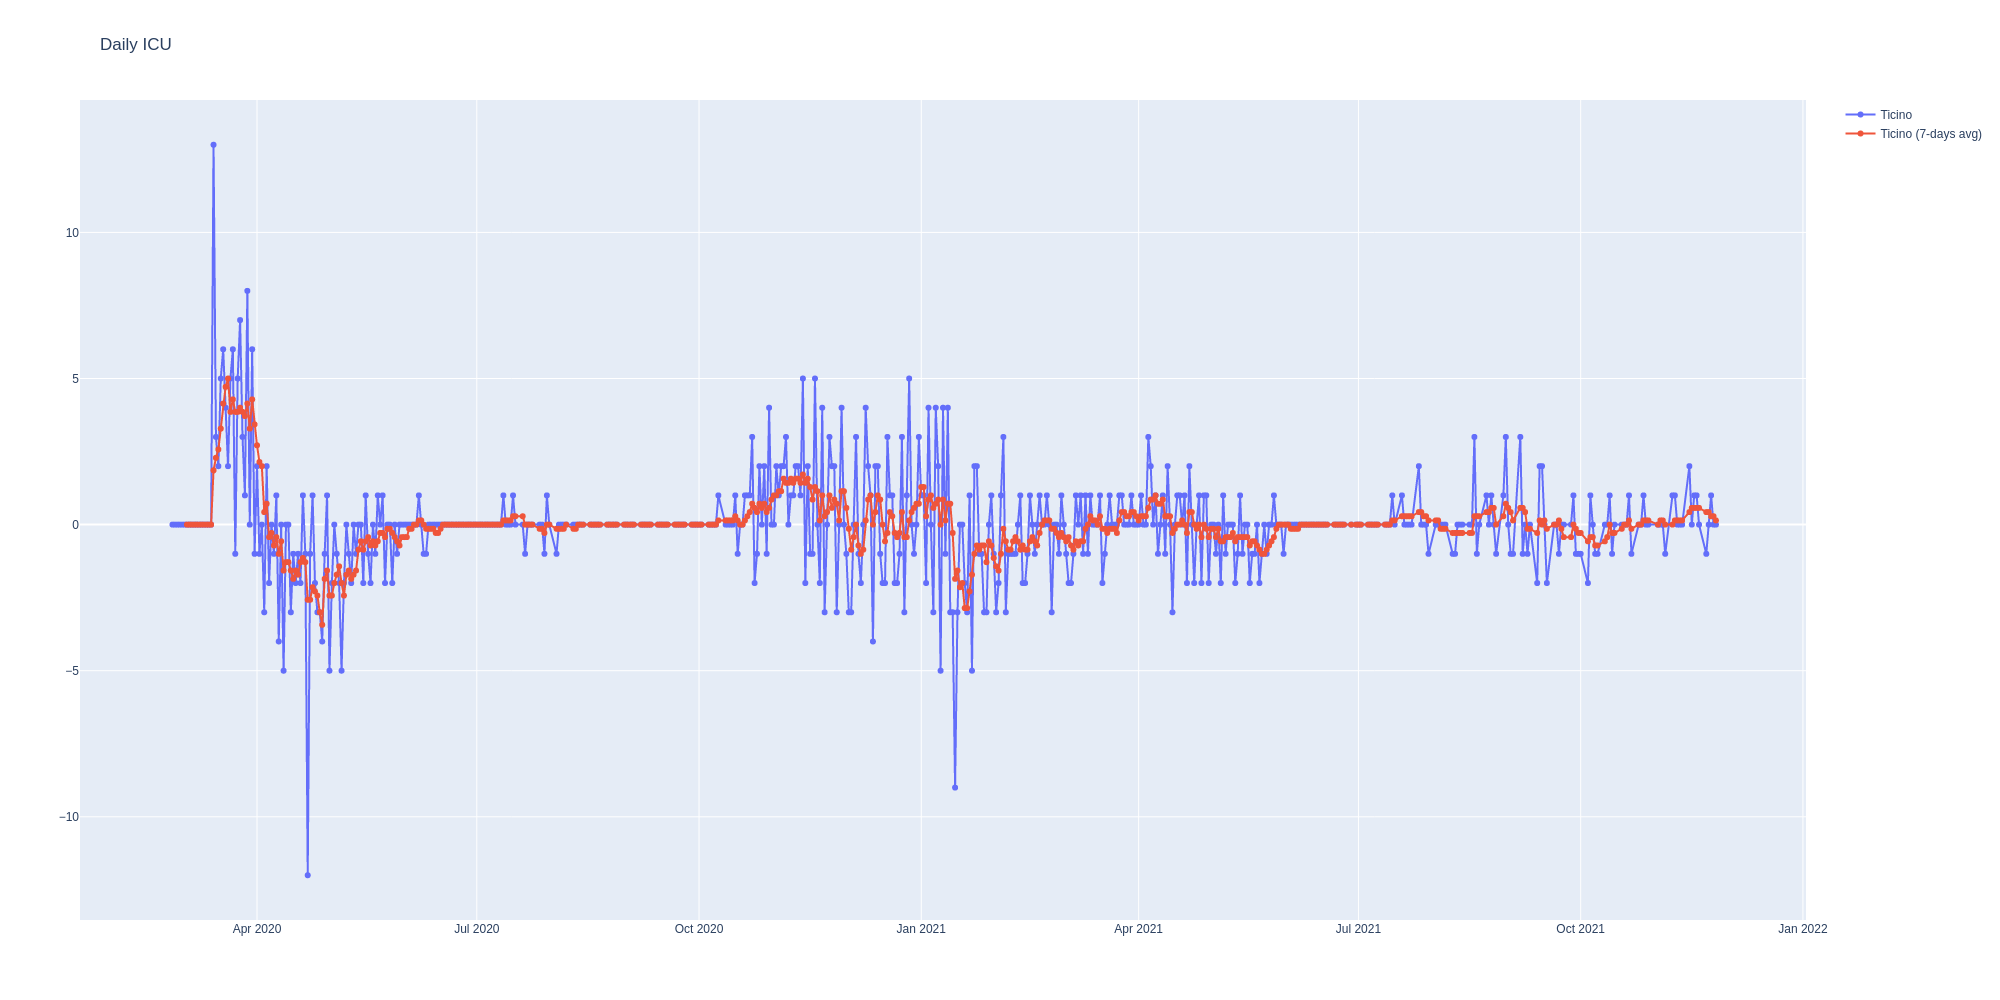 Daily ICU
Ticino
Ticino (7-days avg)
10
5
0
−5
−10
Apr 2020
Jul 2020
Oct 2020
Jan 2021
Apr 2021
Jul 2021
Oct 2021
Jan 2022